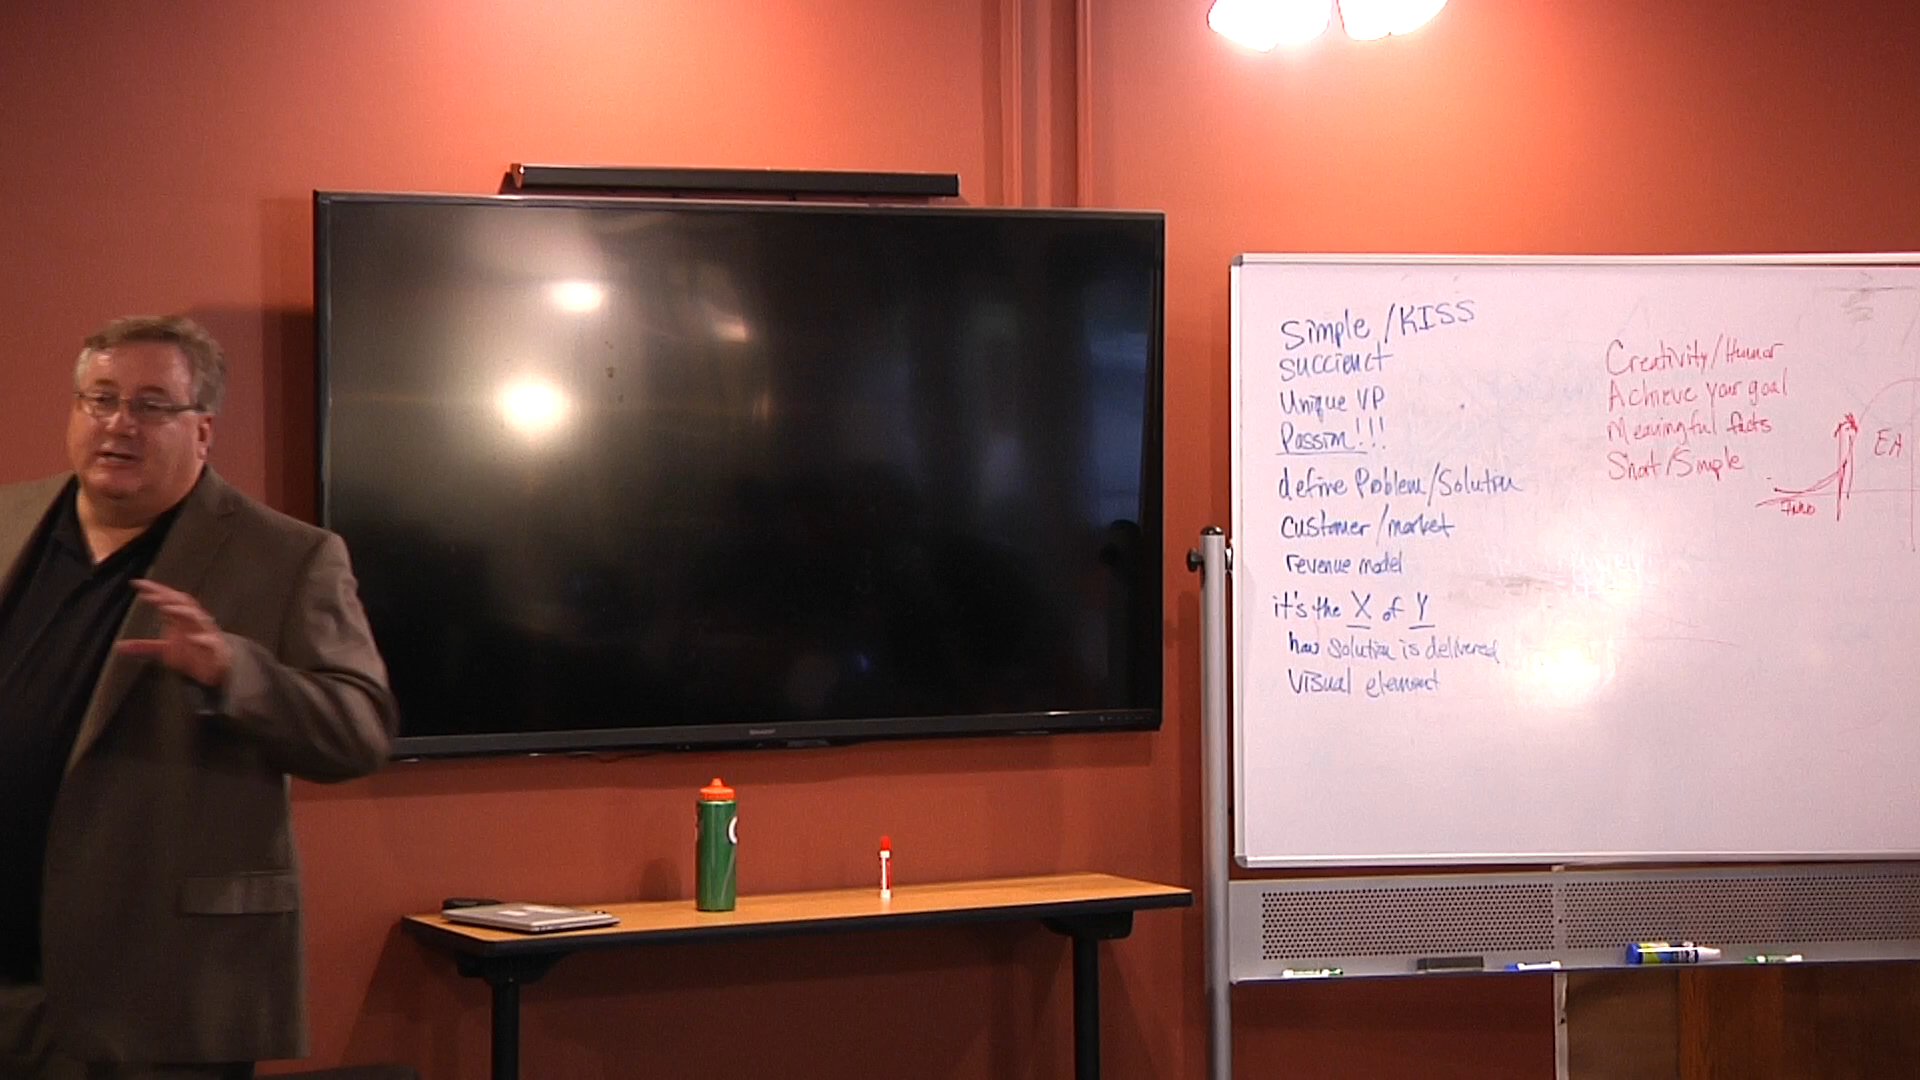 Simple/KISS
succienct
Unique VP
Passion!!!
define Problem/Solution
customer/market
revenue model
it's the X of Y
how solution is delivered
Visual element
Creativity/Humor
Achieve your goal
Meaningful facts
Short/Simple
EA
SHARP